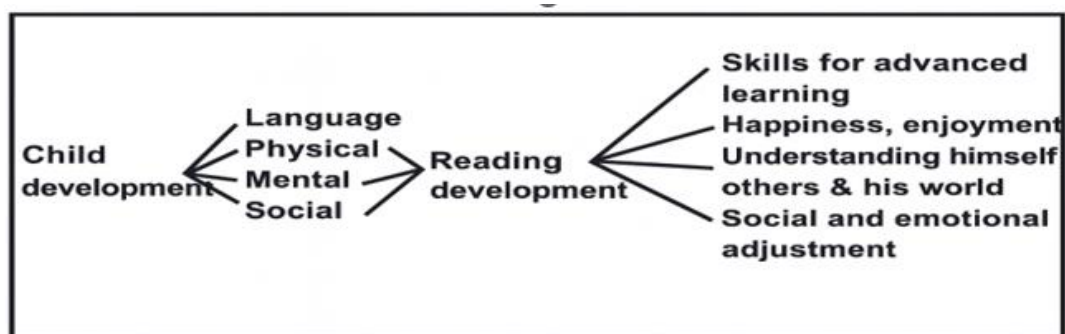 Child
development
Language
Physical
Mental
Social
Reading
development
Skills for advanced
learning
Happiness, enjoyment
Understanding himself
others & his world
Social and emotional
adjustment